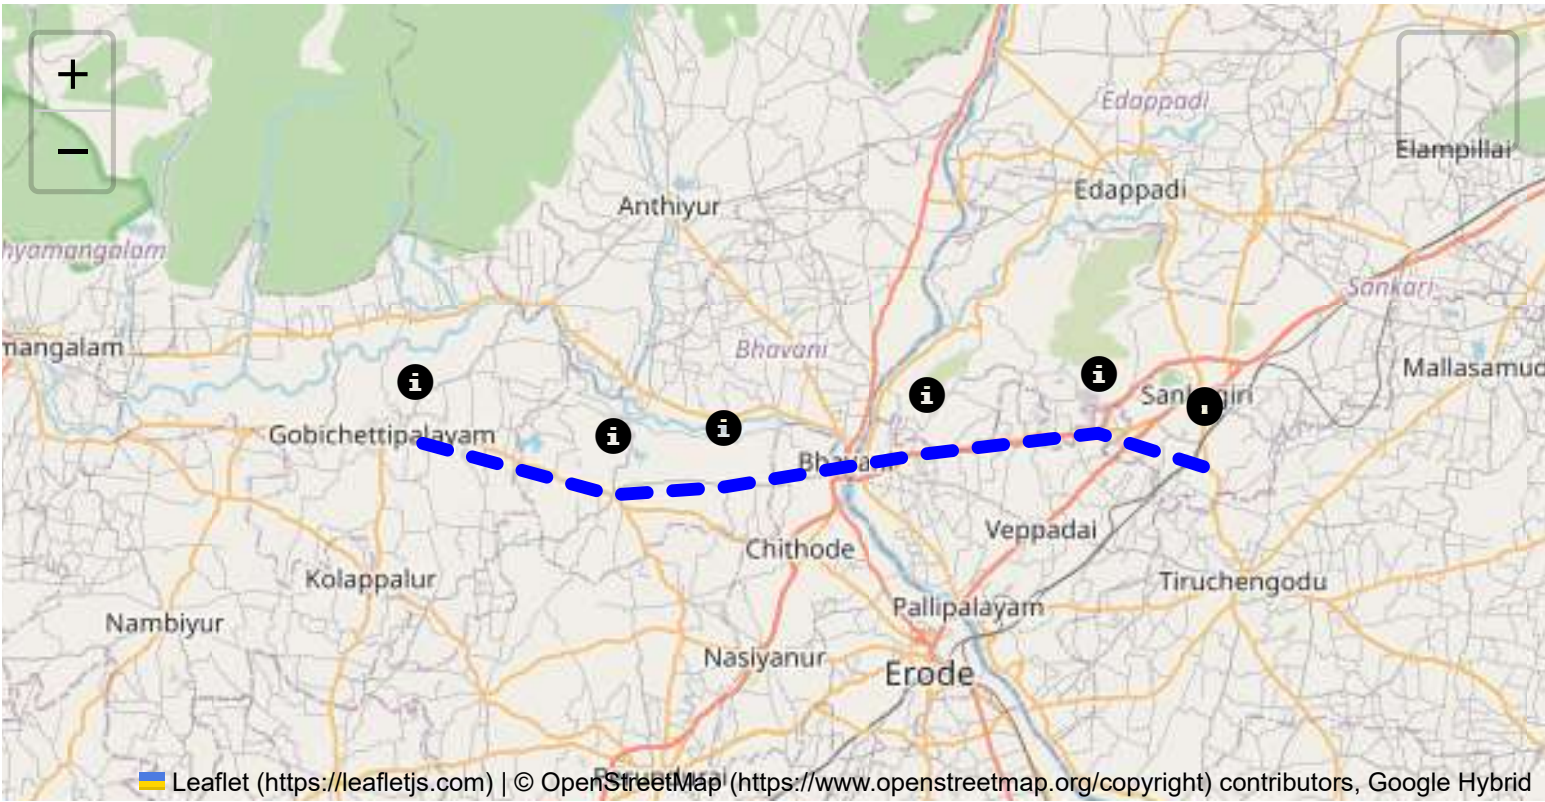 +
−
Edappadi
Elampillai
Edappadi
Anthiyur
hyamangalam
Sankari
mangalam
Bhavani
Mallasamud
Gobichettipalayam
Veppadai
Chithode
Kolappalur
Tiruchengodu
Nambiyur
Pallipalayam
Nasiyanur
Erode
Leaflet (https://leafletjs.com) | © OpenStreetMap (https://www.openstreetmap.org/copyright) contributors, Google Hybrid